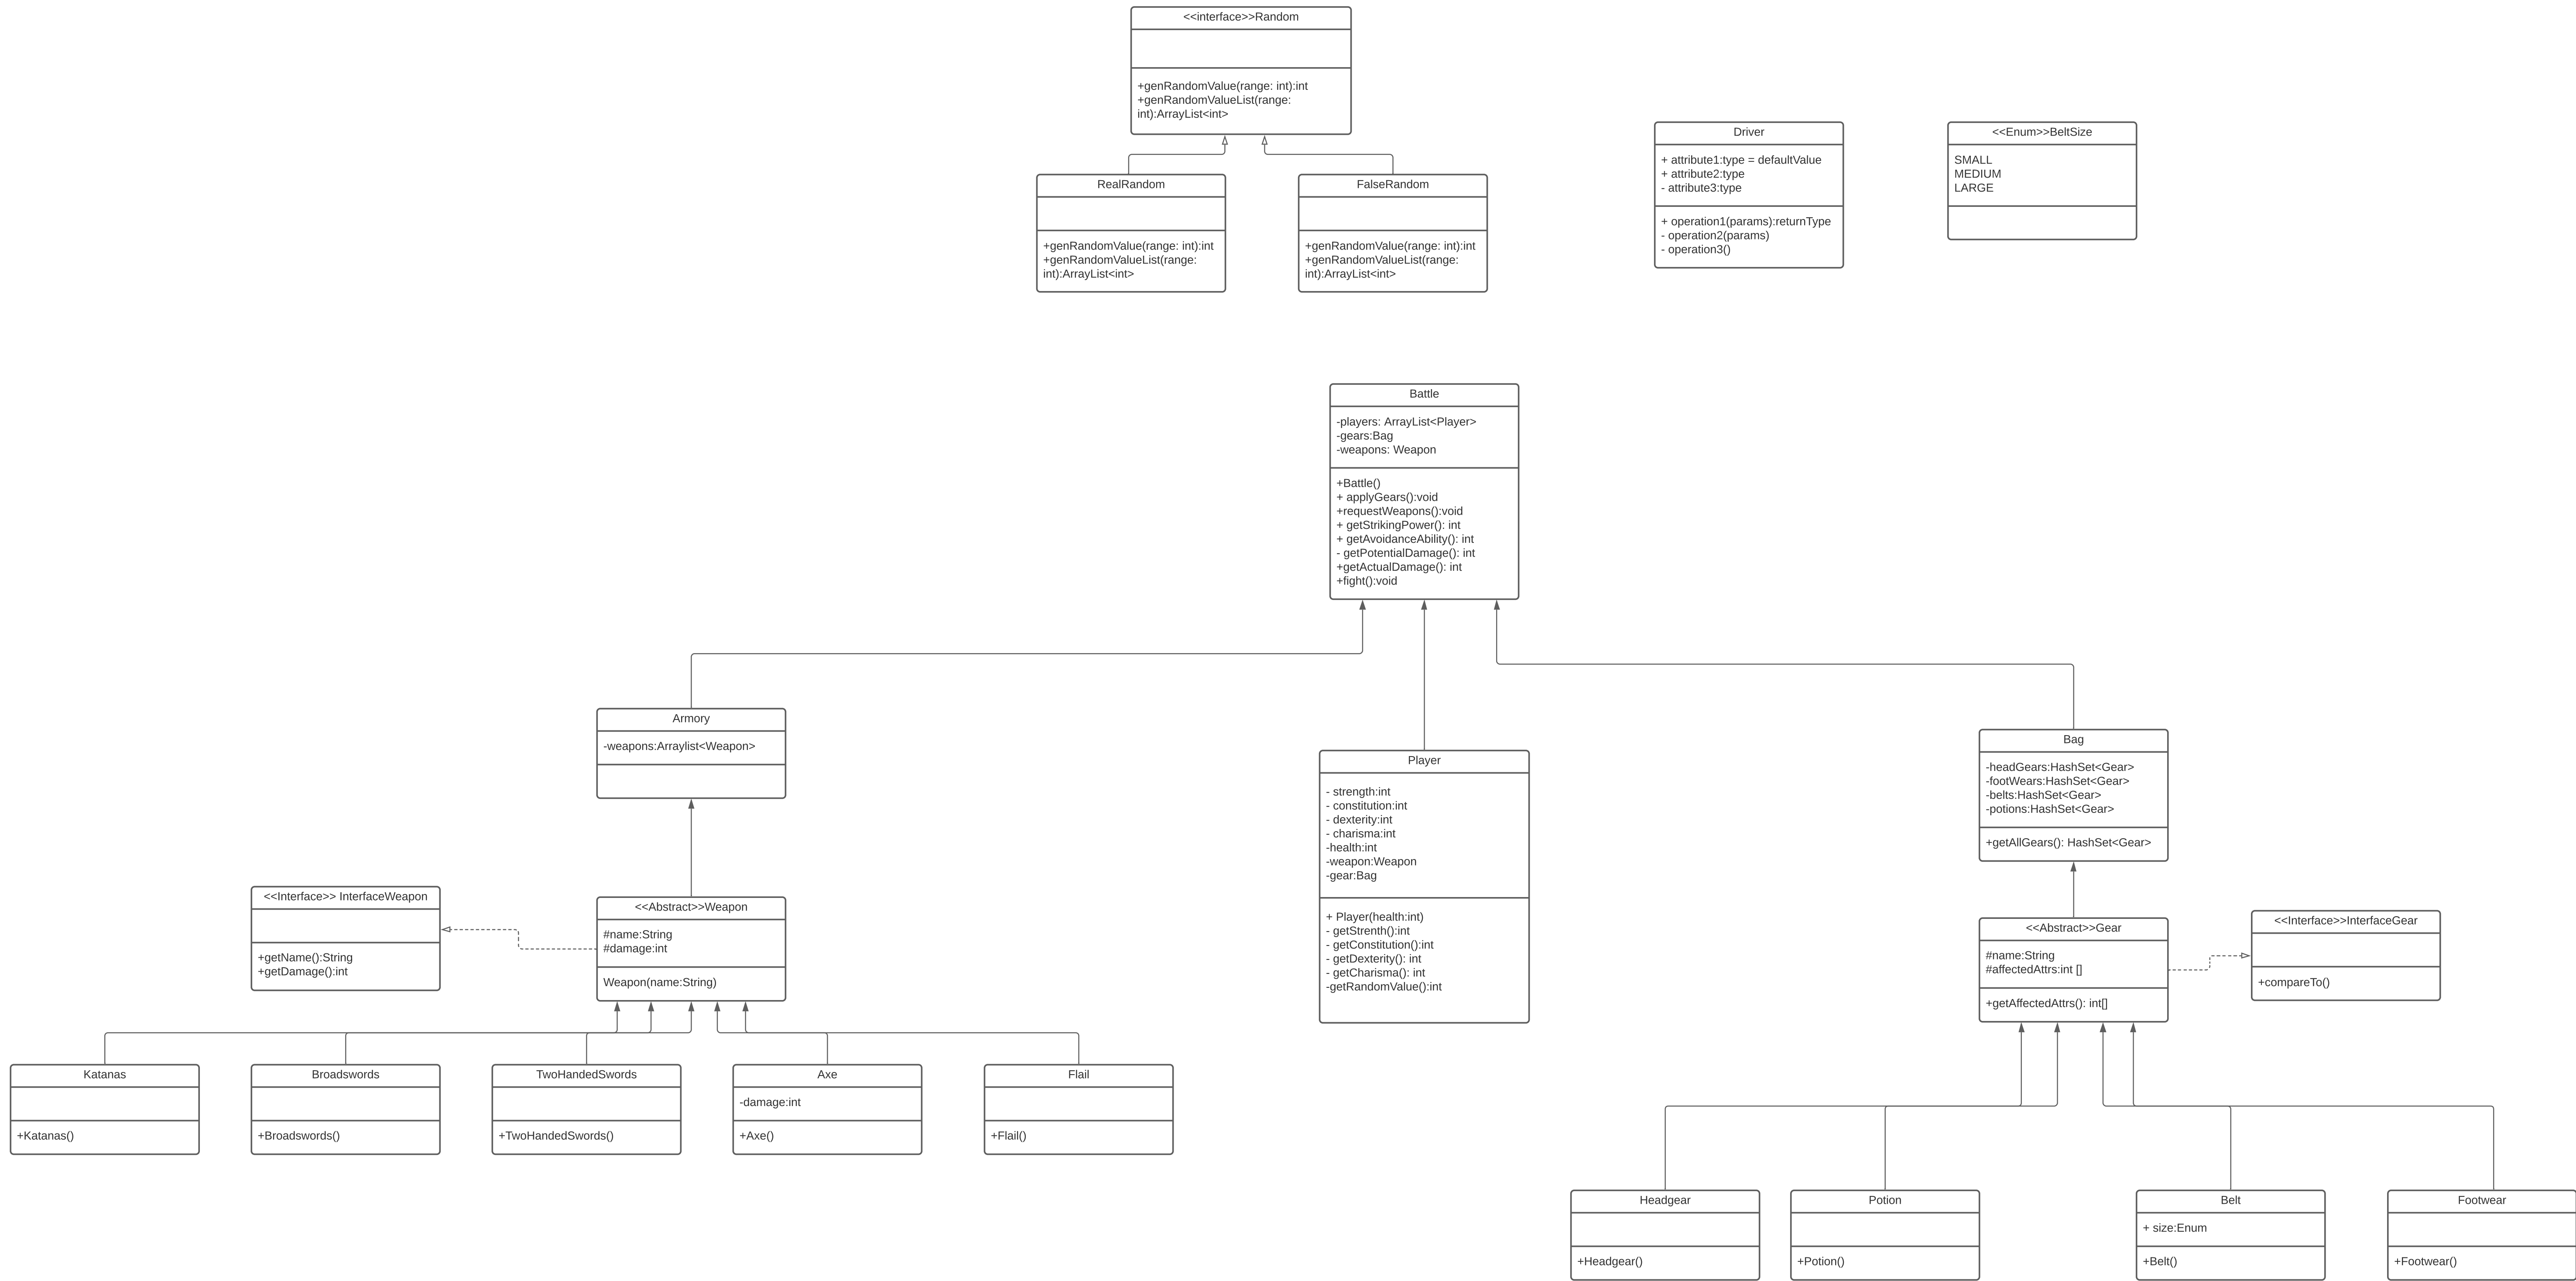 <<interface>>Random
+genRandomValue(range: int):int
+genRandomValueList(range:
int):ArrayList<int>
Driver
+ attribute1:type = defaultValue
+ attribute2:type
- attribute3:type
+ operation1(params):returnType
- operation2(params)
- operation3()
<<Enum>>BeltSize
SMALL
MEDIUM
LARGE
RealRandom
+genRandomValue(range: int):int
+genRandomValueList(range:
int):ArrayList<int>
FalseRandom
+genRandomValue(range: int):int
+genRandomValueList(range:
int):ArrayList<int>
Battle
-players: ArrayList<Player>
-gears:Bag
-weapons: Weapon
+Battle()
+ applyGears():void
+requestWeapons():void
+ getStrikingPower(): int
+ getAvoidanceAbility(): int
- getPotentialDamage(): int
+getActualDamage(): int
+fight():void
Armory
-weapons:Arraylist<Weapon>
Player
- strength:int
- constitution:int
- dexterity:int
- charisma:int
-health:int
-weapon:Weapon
-gear:Bag
+ Player(health:int)
- getStrenth():int
- getConstitution():int
- getDexterity(): int
- getCharisma(): int
-getRandomValue():int
Bag
-headGears:HashSet<Gear>
-footWears:HashSet<Gear>
-belts:HashSet<Gear>
-potions:HashSet<Gear>
+getAllGears(): HashSet<Gear>
<<Interface>> InterfaceWeapon
+getName():String
+getDamage():int
<<Abstract>>Weapon
#name:String
#damage:int
Weapon(name:String)
<<Abstract>>Gear
#name:String
#affectedAttrs:int []
+getAffectedAttrs(): int[]
<<Interface>>InterfaceGear
+compareTo()
Katanas
+Katanas()
Broadswords
+Broadswords()
TwoHandedSwords
+TwoHandedSwords()
Axe
-damage:int
+Axe()
Flail
+Flail()
Headgear
+Headgear()
Potion
+Potion()
Belt
+ size:Enum
+Belt()
Footwear
+Footwear()